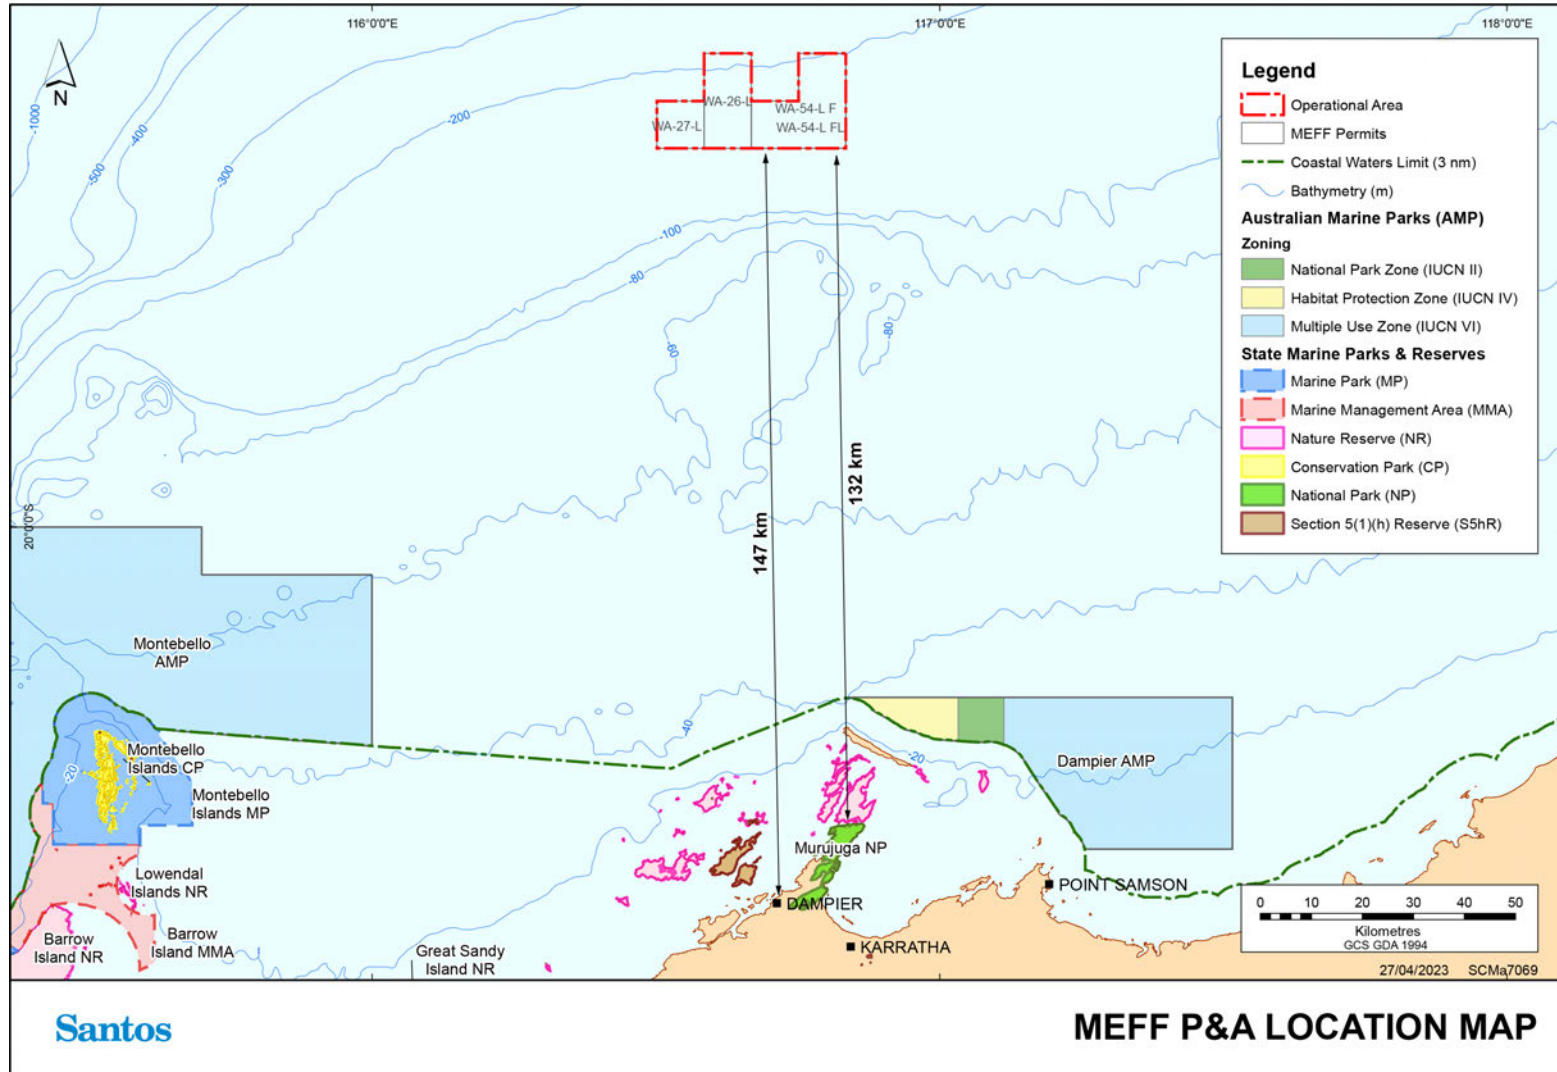 116°0'0"E
117°0'0"E
118°0'0"E
N
-1000
-500
-400
-300
-200
-100
-80
-60
-80
-40
-20
-20
20°0'0"S
WA-26-L
WA-27-L
WA-54-L F
WA-54-L FL
147 km
132 km
Legend
Operational Area
MEFF Permits
Coastal Waters Limit (3 nm)
Bathymetry (m)
Australian Marine Parks (AMP)
Zoning
National Park Zone (IUCN II)
Habitat Protection Zone (IUCN IV)
Multiple Use Zone (IUCN VI)
State Marine Parks & Reserves
Marine Park (MP)
Marine Management Area (MMA)
Nature Reserve (NR)
Conservation Park (CP)
National Park (NP)
Section 5(1)(h) Reserve (S5hR)
Montebello
AMP
Montebello
Islands CP
Montebello
Islands MP
Lowendal
Islands NR
Barrow
Island NR
Barrow
Island MMA
Great Sandy
Island NR
Murujuga NP
Dampier AMP
DAMPIER
KARRATHA
POINT SAMSON
0 10 20 30 40 50
Kilometres
GCS GDA 1994
27/04/2023 SCMa7069
Santos
MEFF P&A LOCATION MAP